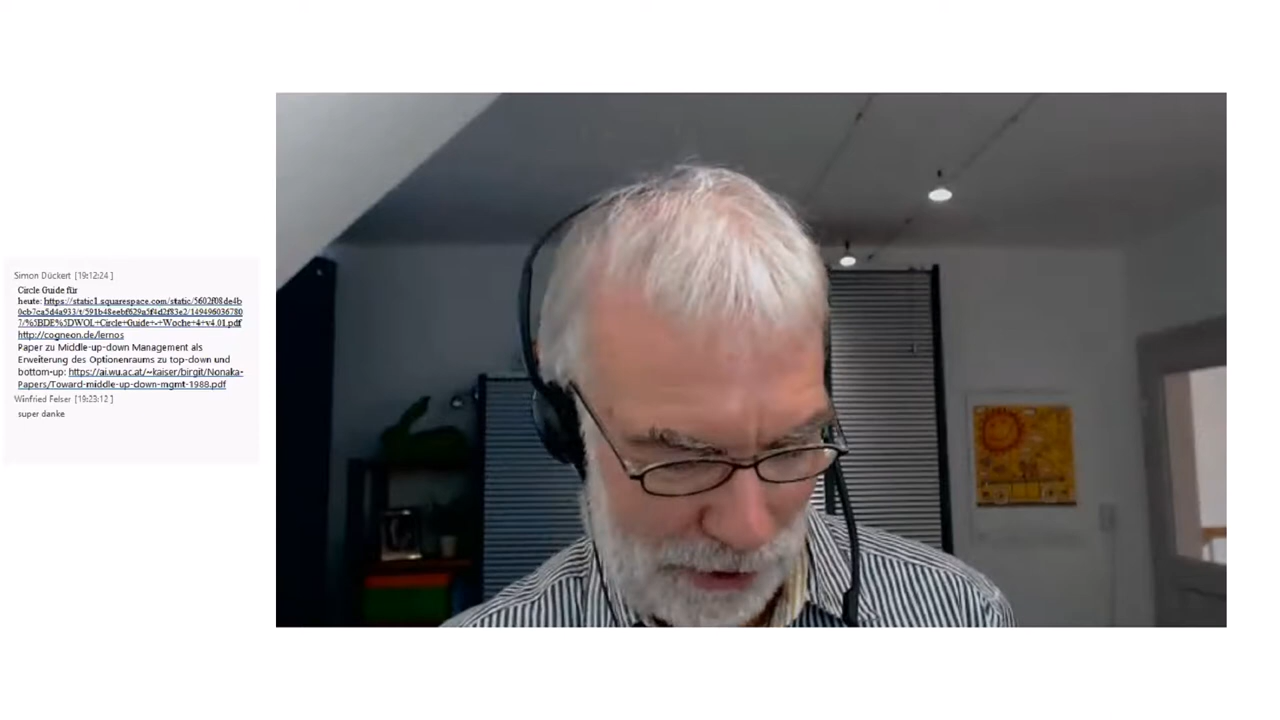 Simon Dückert [19:12:24 ]
Circle Guide für
heute: https://static1.squarespace.com/static/5602f08de4b
0cb7ca5d4a933/t/591b48eebf629a5f4d2f83e2/149496036780
7/%5BDE%5DWOL+Circle+Guide+-+Woche+4+v4.01.pdf
http://cogneon.de/lernos
Paper zu Middle-up-down Management als
Erweiterung des Optionenraums zu top-down und
bottom-up: https://ai.wu.ac.at/~kaiser/birgit/Nonaka-
Papers/Toward-middle-up-down-mgmt-1988.pdf
Winfried Felser [19:23:12 ]
super danke